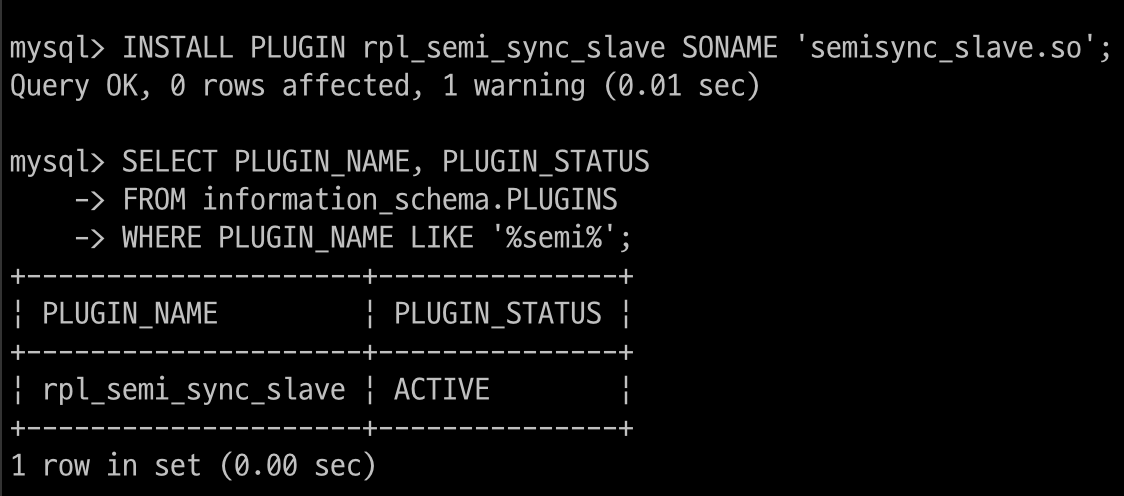 mysql> INSTALL PLUGIN rpl_semi_sync_slave SONAME 'semisync_slave.so';
Query OK, 0 rows affected, 1 warning (0.01 sec)
mysql> SELECT PLUGIN_NAME, PLUGIN_STATUS
    -> FROM information_schema.PLUGINS
    -> WHERE PLUGIN_NAME LIKE '%semi%';
+---------------------+---------------+
| PLUGIN_NAME         | PLUGIN_STATUS |
+---------------------+---------------+
| rpl_semi_sync_slave | ACTIVE        |
+---------------------+---------------+
1 row in set (0.00 sec)